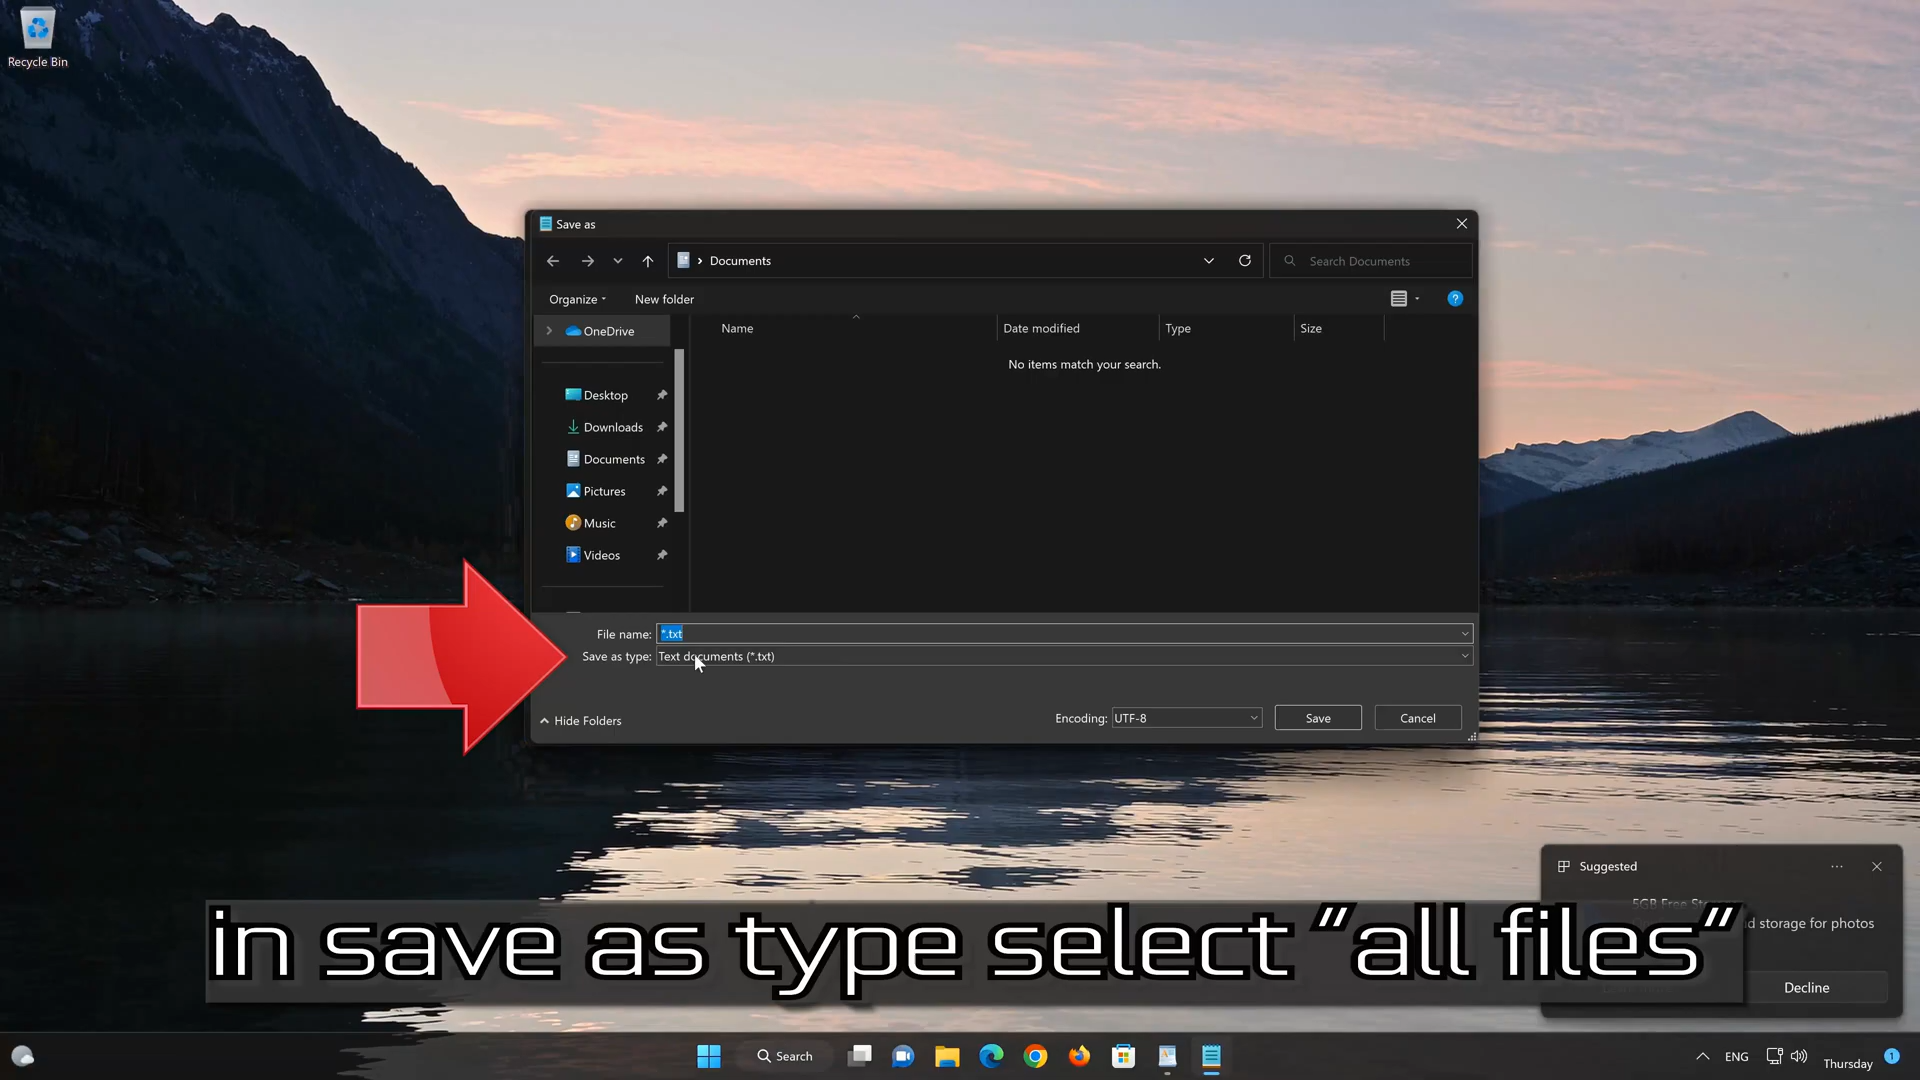 Recycle Bin
Save as
Documents
Search Documents
Organize
New folder
OneDrive
Name
Date modified
Type
Size
No items match your search.
Desktop
Downloads
Documents
Pictures
Music
Videos
File name: *.txt
Save as type: Text documents (*.txt)
Hide Folders
Encoding: UTF-8
Save
Cancel
Suggested
5GB Free
storage for photos
Decline
in save as type select “all files”
Search
ENG
Thursday
1